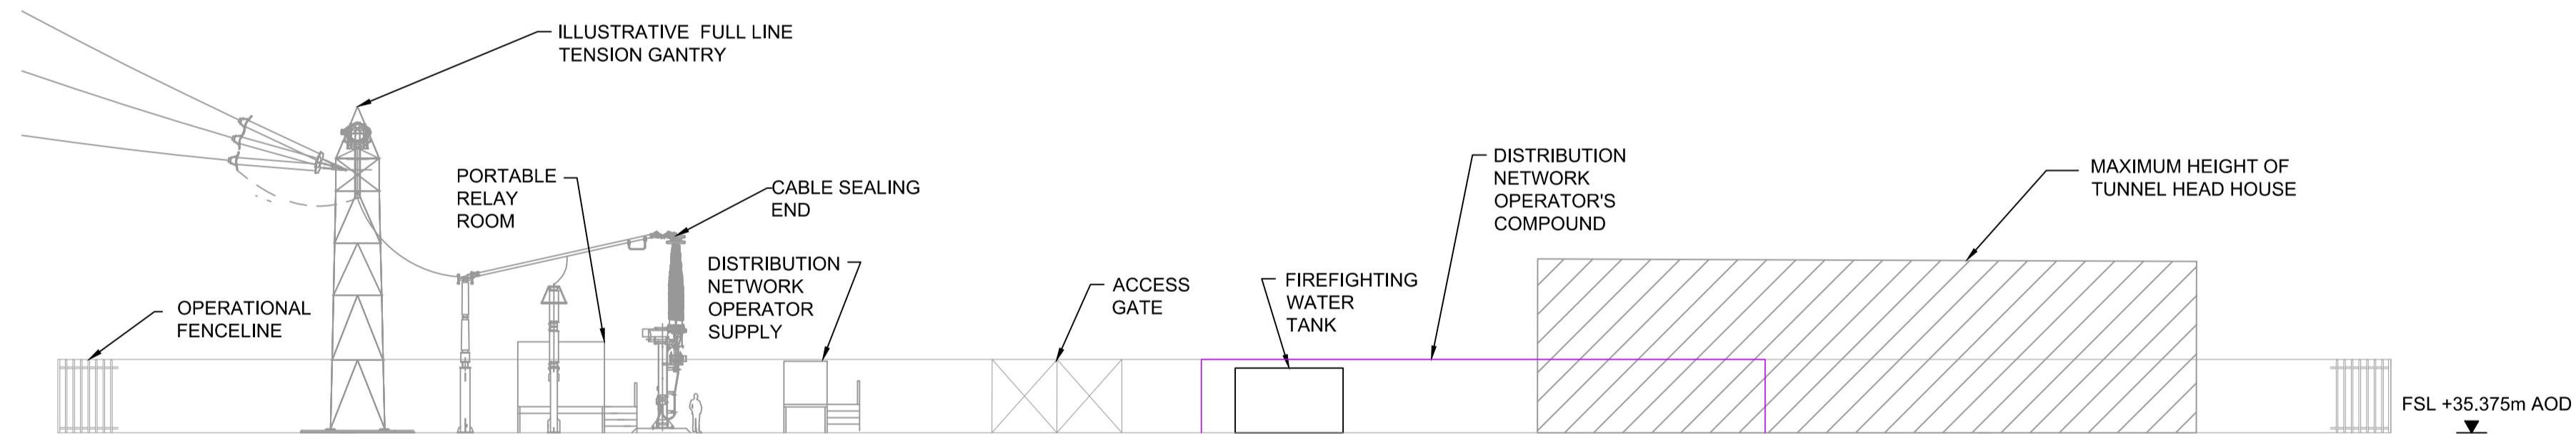 ILLUSTRATIVE FULL LINE
TENSION GANTRY
PORTABLE
RELAY
ROOM
CABLE SEALING
END
DISTRIBUTION
NETWORK
OPERATOR
SUPPLY
OPERATIONAL
FENCELINE
ACCESS
GATE
FIREFIGHTING
WATER
TANK
DISTRIBUTION
NETWORK
OPERATOR'S
COMPOUND
MAXIMUM HEIGHT OF
TUNNEL HEAD HOUSE
FSL +35.375m AOD